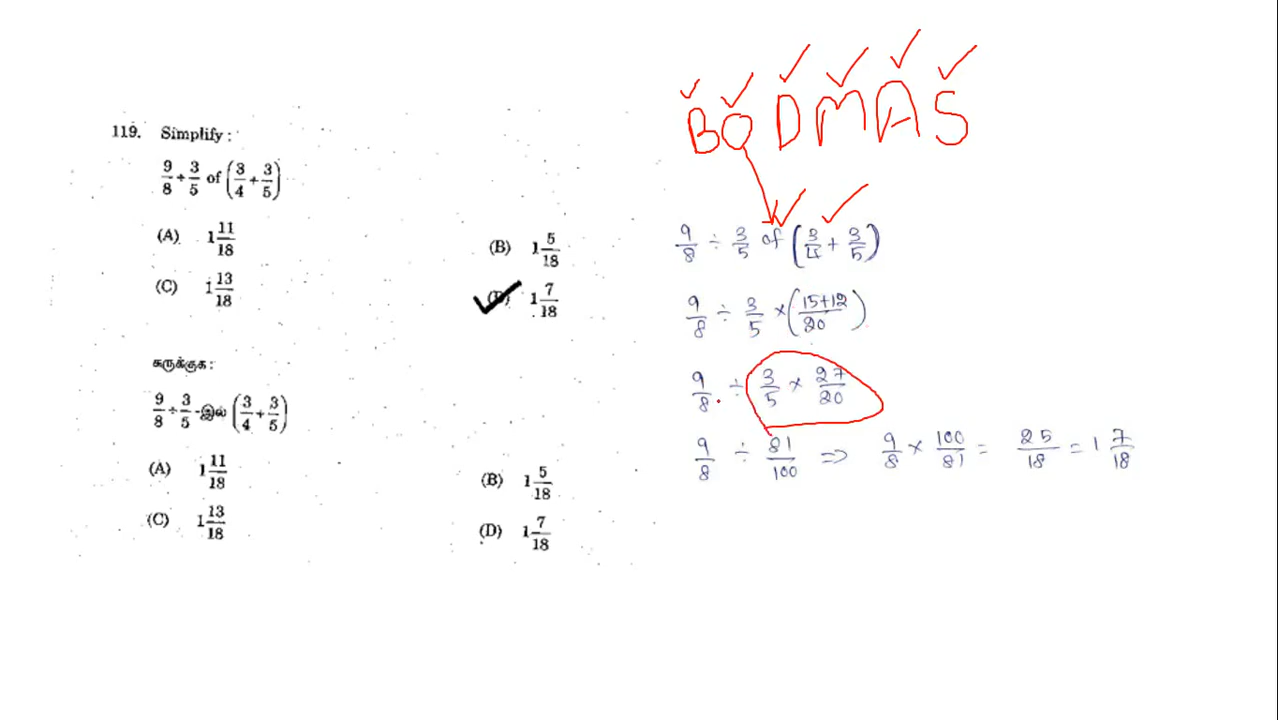 BODMAS
119. Simplify :
9/8 ÷ 3/5 of (3/4 + 3/5)
(A) 1 11/18
(B) 1 5/18
(C) 1 13/18
1 7/18
சுருக்குக :
9/8 ÷ 3/5 -இல் (3/4 + 3/5)
(A) 1 11/18
(B) 1 5/18
(C) 1 13/18
(D) 1 7/18
9/8 ÷ 3/5 of (3/4 + 3/5)
9/8 ÷ 3/5 × (15+12/20)
9/8 ÷ 3/5 × 27/20
9/8 ÷ 81/100 ⇒ 9/8 × 100/81 = 25/18 = 1 7/18